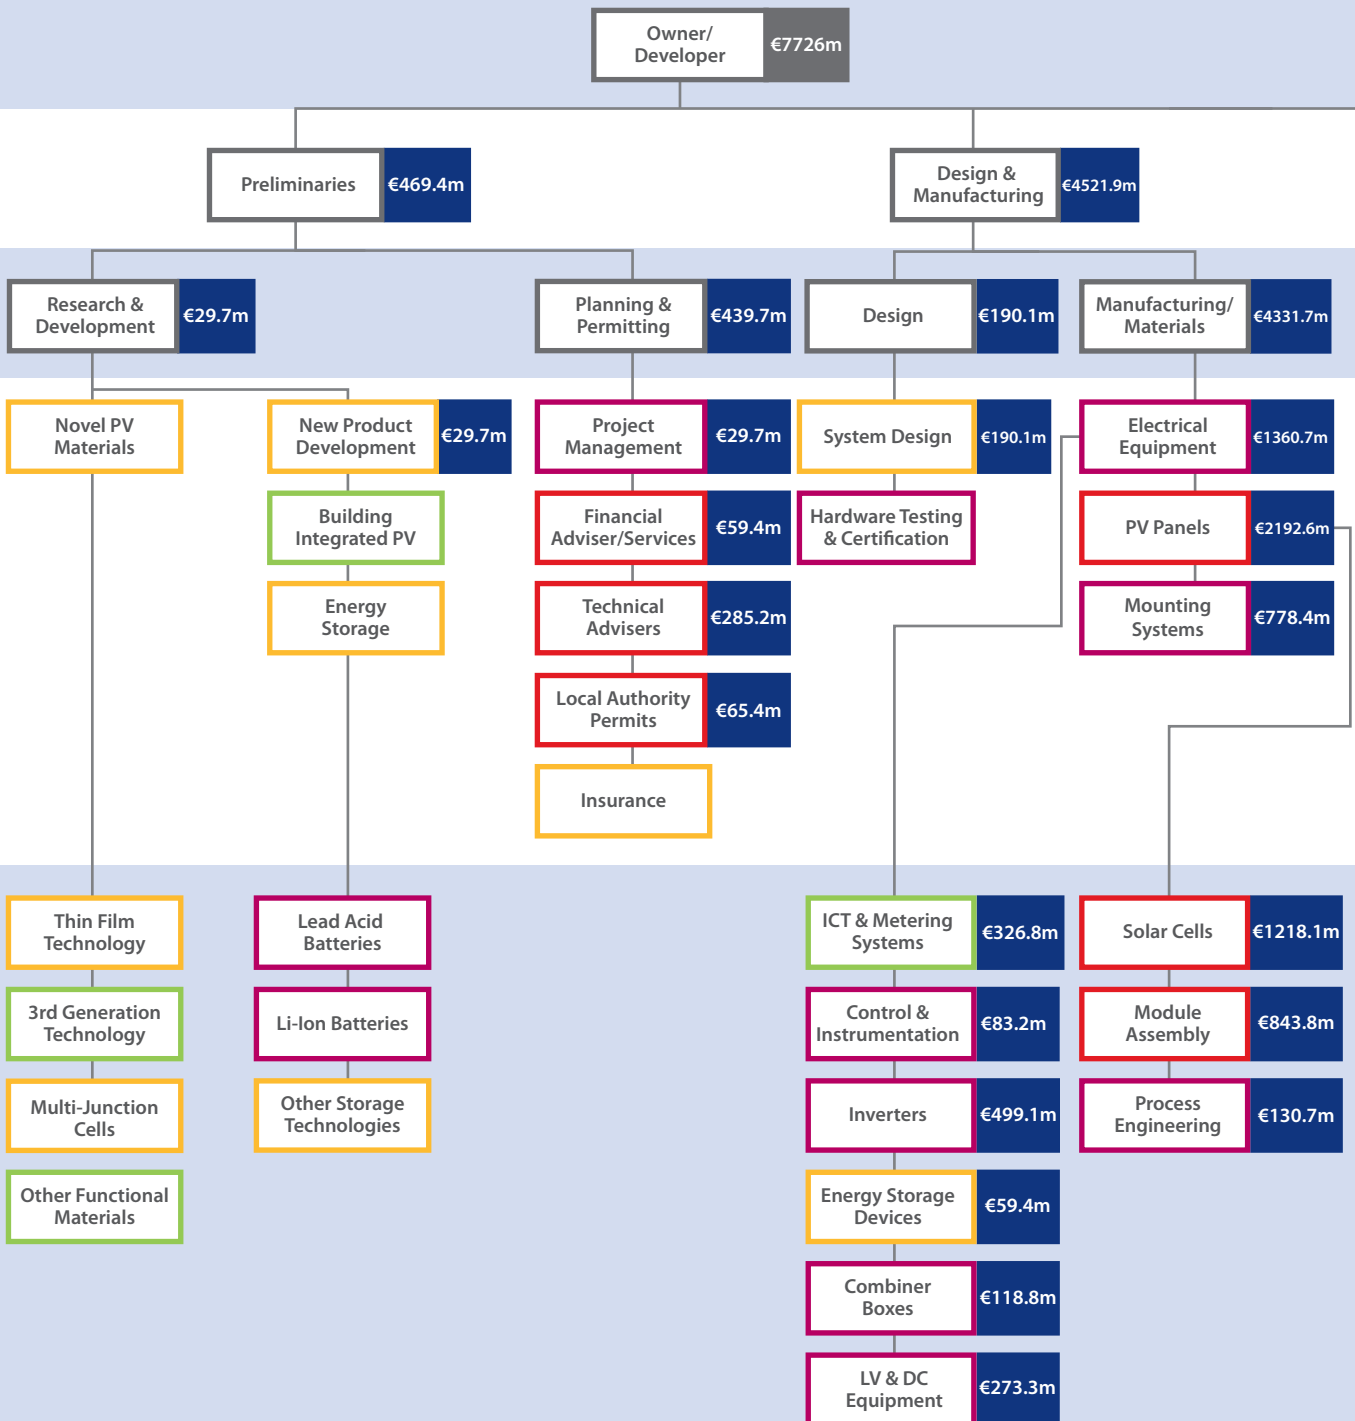 Owner/
Developer
€7726m
Preliminaries
€469.4m
Design &
Manufacturing
€4521.9m
Research &
Development
€29.7m
Planning &
Permitting
€439.7m
Design
€190.1m
Manufacturing/
Materials
€4331.7m
Novel PV
Materials
New Product
Development
€29.7m
Project
Management
€29.7m
System Design
€190.1m
Electrical
Equipment
€1360.7m
Building
Integrated PV
Financial
Adviser/Services
€59.4m
Hardware Testing
& Certification
PV Panels
€2192.6m
Energy
Storage
Technical
Advisers
€285.2m
Mounting
Systems
€778.4m
Local Authority
Permits
€65.4m
Insurance
Thin Film
Technology
Lead Acid
Batteries
ICT & Metering
Systems
€326.8m
Solar Cells
€1218.1m
3rd Generation
Technology
Li-Ion Batteries
Control &
Instrumentation
€83.2m
Module
Assembly
€843.8m
Multi-Junction
Cells
Other Storage
Technologies
Inverters
€499.1m
Process
Engineering
€130.7m
Other Functional
Materials
Energy Storage
Devices
€59.4m
Combiner
Boxes
€118.8m
LV & DC
Equipment
€273.3m